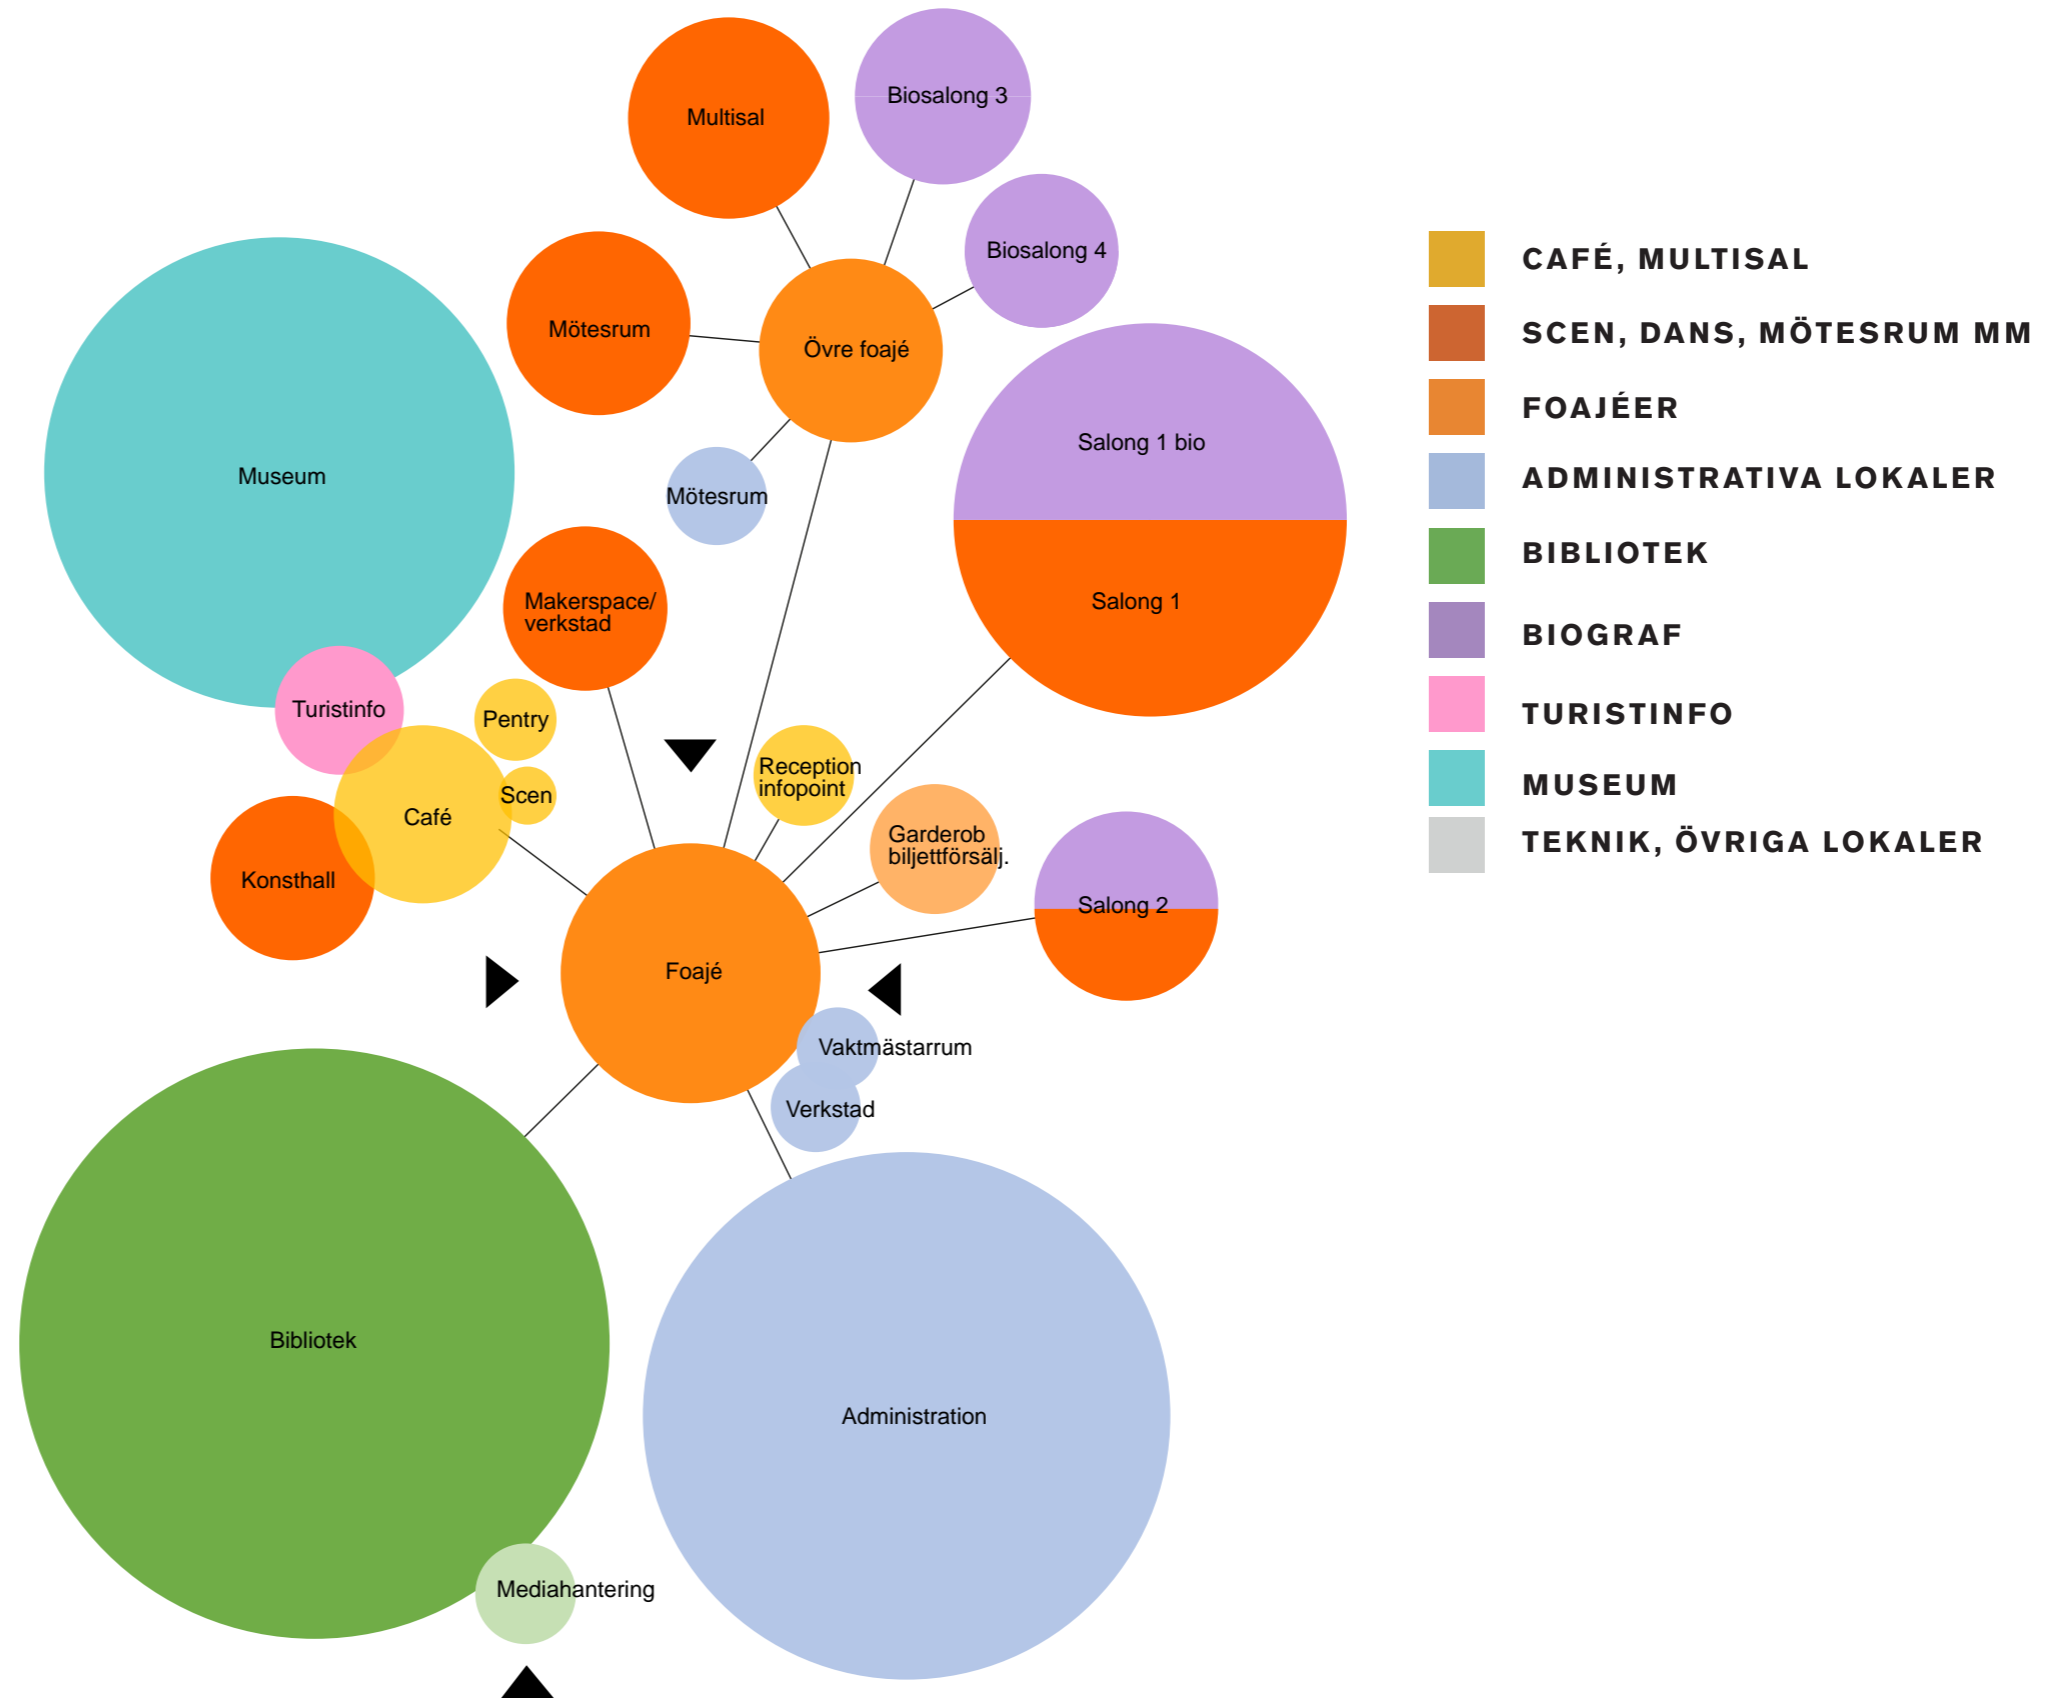 Multisal
Biosalong 3
Biosalong 4
Mötesrum
Övre foajé
Mötesrum
Museum
Salong 1 bio
Salong 1
Makerspace/
verkstad
Turistinfo
Pentry
Scen
Café
Konsthall
Reception
infopoint
Garderob
biljettförsälj.
Salong 2
Foajé
Vaktmästarrum
Verkstad
Bibliotek
Administration
Mediahantering
CAFÉ, MULTISAL
SCEN, DANS, MÖTESRUM MM
FOAJÉER
ADMINISTRATIVA LOKALER
BIBLIOTEK
BIOGRAF
TURISTINFO
MUSEUM
TEKNIK, ÖVRIGA LOKALER